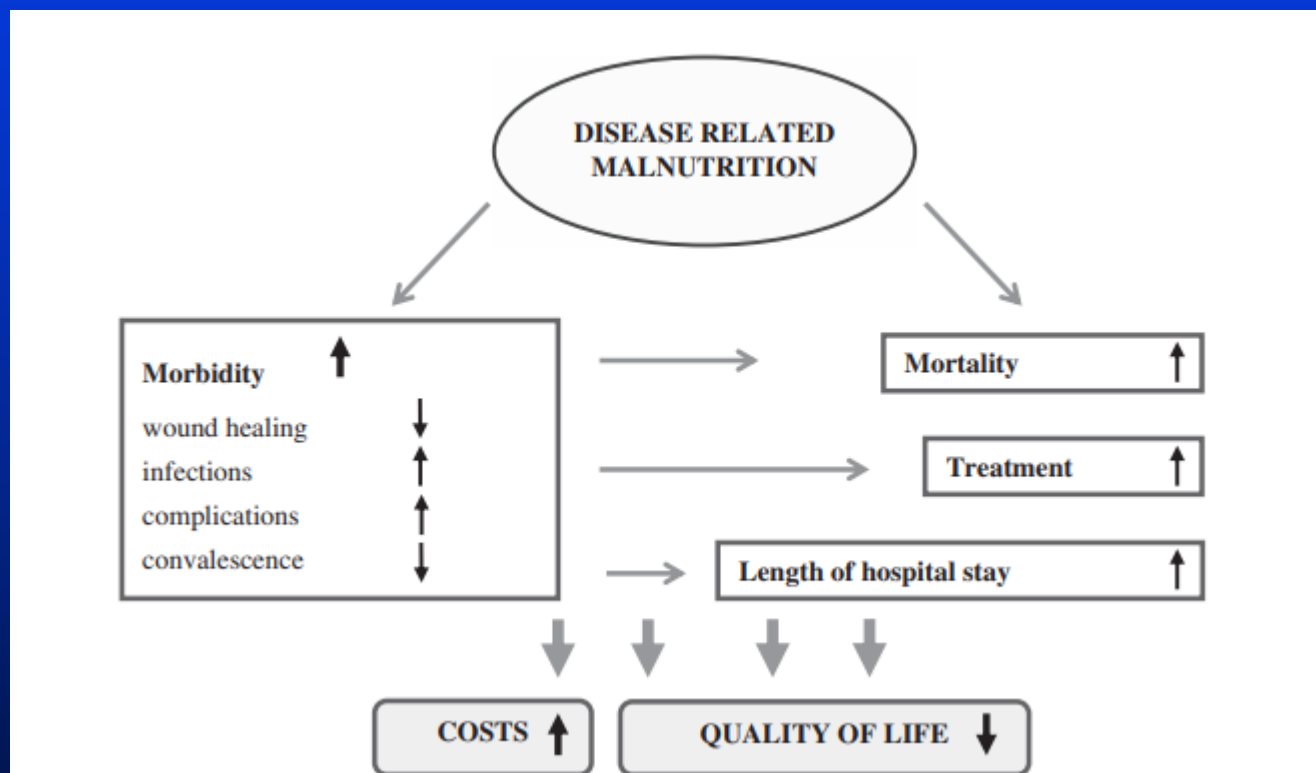 DISEASE RELATED
MALNUTRITION
Morbidity
wound healing
infections
complications
convalescence
Mortality
Treatment
Length of hospital stay
COSTS
QUALITY OF LIFE